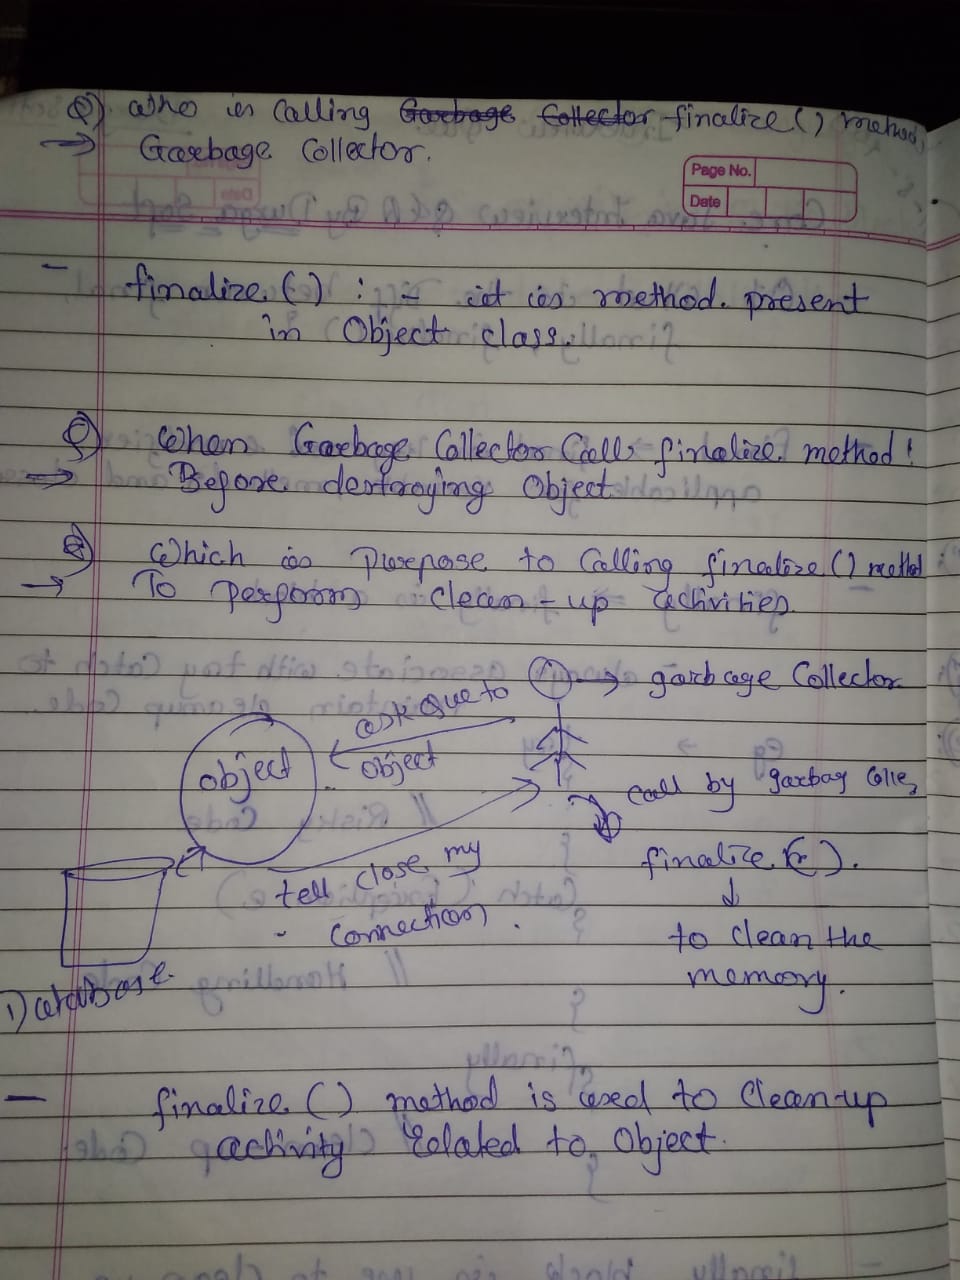 Q) Who is Calling Garbage Collector finalize() method,
→ Garbage Collector.
Page No.
Date
- finalize() : - it is method present
in Object class.
Q) When Garbage Collector Calls finalize method!
→ Before destroying Object.
Q) Which is Purpose to Calling finalize() method
→ To Perform clean-up activities.
→ garbage Collector
ask que to
object
object
call by garbag Colle,
tell close my
- Connection.
finalize( ).
↓
to clean the
memory.
Database.
- finalize() method is used to Clean-up
activity related to Object.